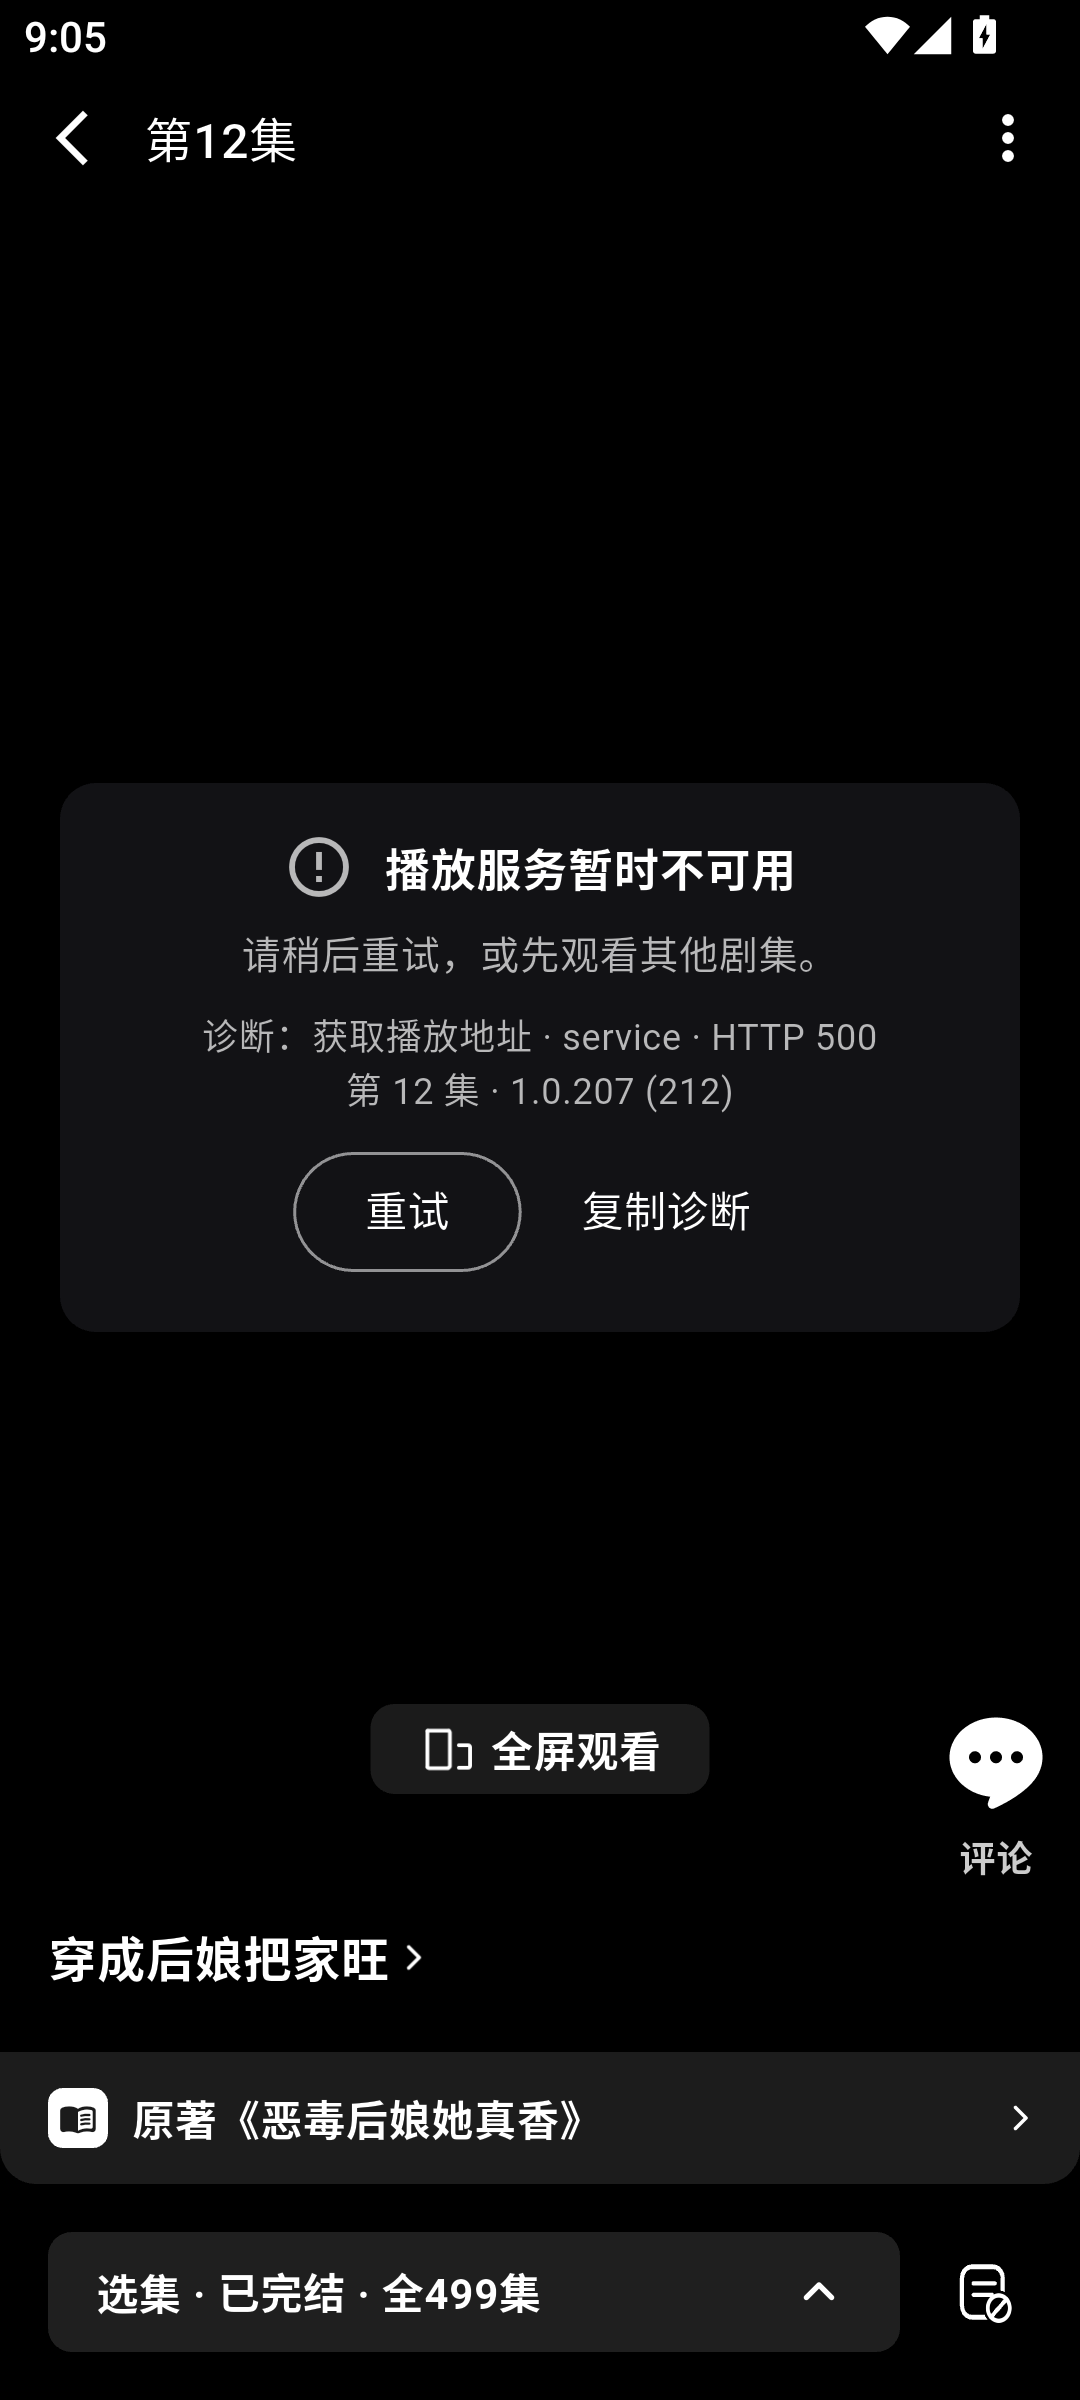 9:05
第12集
播放服务暂时不可用
请稍后重试，或先观看其他剧集。
诊断：获取播放地址 · service · HTTP 500
第 12 集 · 1.0.207 (212)
重试
复制诊断
全屏观看
评论
穿成后娘把家旺
原著《恶毒后娘她真香》
选集 · 已完结 · 全499集